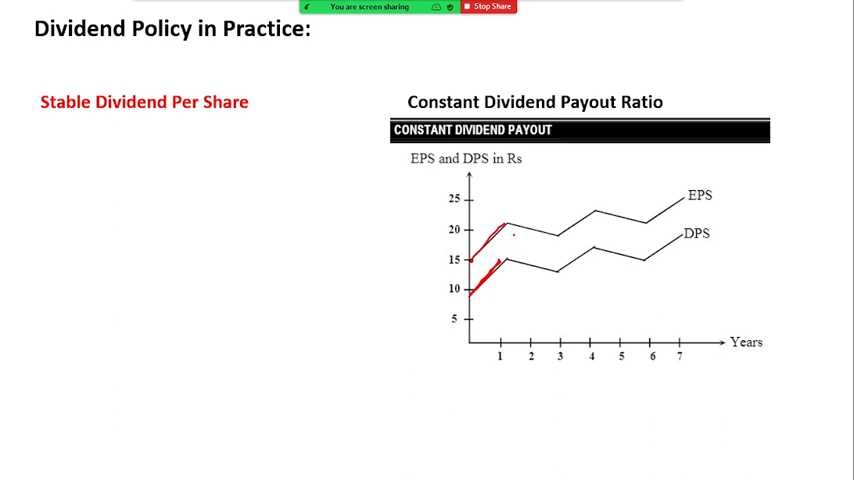 You are screen sharing
Stop Share
Dividend Policy in Practice:
Stable Dividend Per Share
Constant Dividend Payout Ratio
CONSTANT DIVIDEND PAYOUT
EPS and DPS in Rs
25
20
15
10
5
EPS
DPS
Years
1 2 3 4 5 6 7